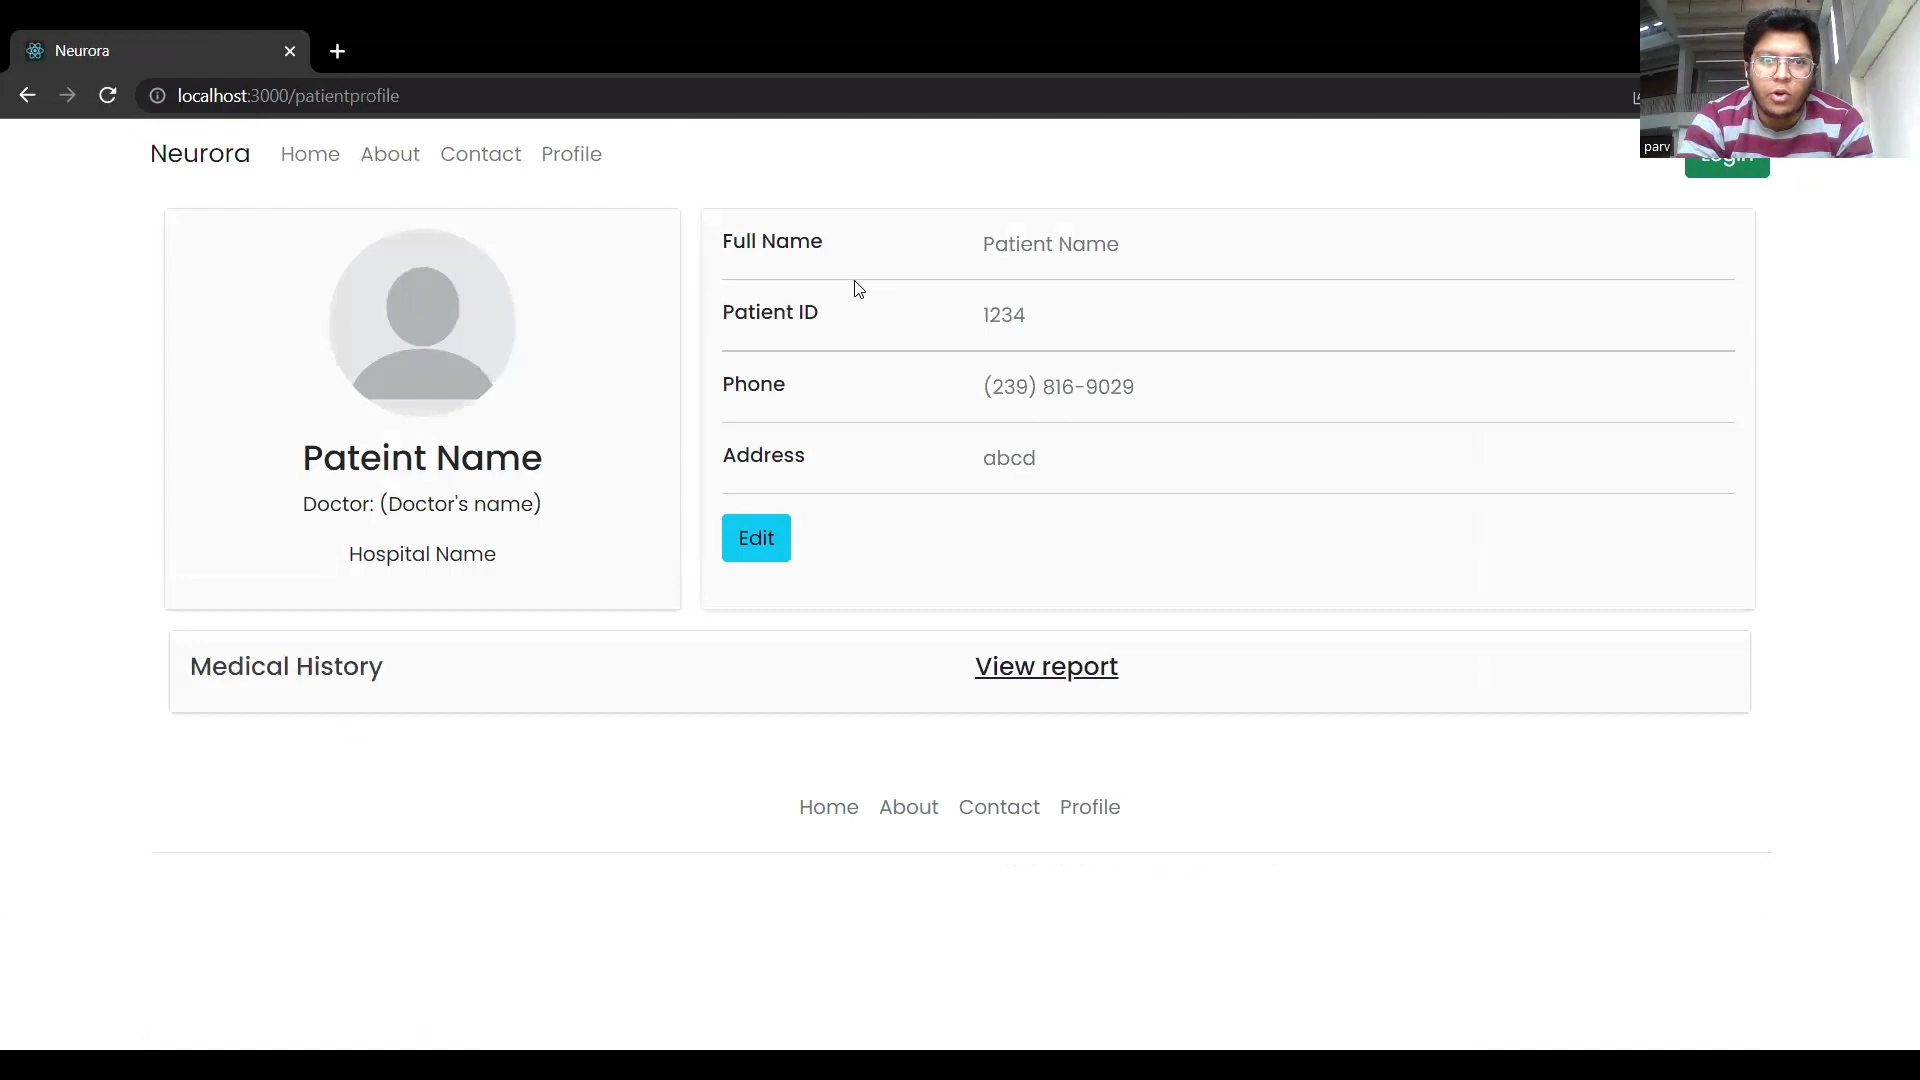 Neurora
localhost:3000/patientprofile
parv
Neurora Home About Contact Profile
Login
Full Name Patient Name
Patient ID 1234
Phone (239) 816-9029
Address abcd
Edit
Pateint Name
Doctor: (Doctor's name)
Hospital Name
Medical History View report
Home About Contact Profile